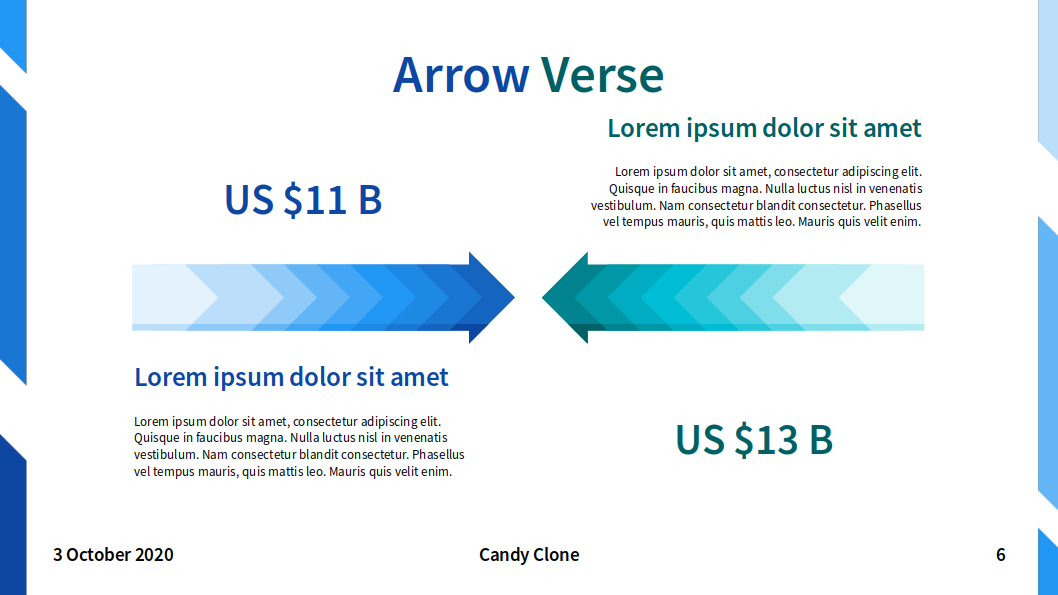 Arrow Verse
Lorem ipsum dolor sit amet
Lorem ipsum dolor sit amet, consectetur adipiscing elit.
Quisque in faucibus magna. Nulla luctus nisl in venenatis
vestibulum. Nam consectetur blandit consectetur. Phasellus
vel tempus mauris, quis mattis leo. Mauris quis velit enim.
US $11 B
Lorem ipsum dolor sit amet
Lorem ipsum dolor sit amet, consectetur adipiscing elit.
Quisque in faucibus magna. Nulla luctus nisl in venenatis
vestibulum. Nam consectetur blandit consectetur. Phasellus
vel tempus mauris, quis mattis leo. Mauris quis velit enim.
US $13 B
3 October 2020
Candy Clone
6